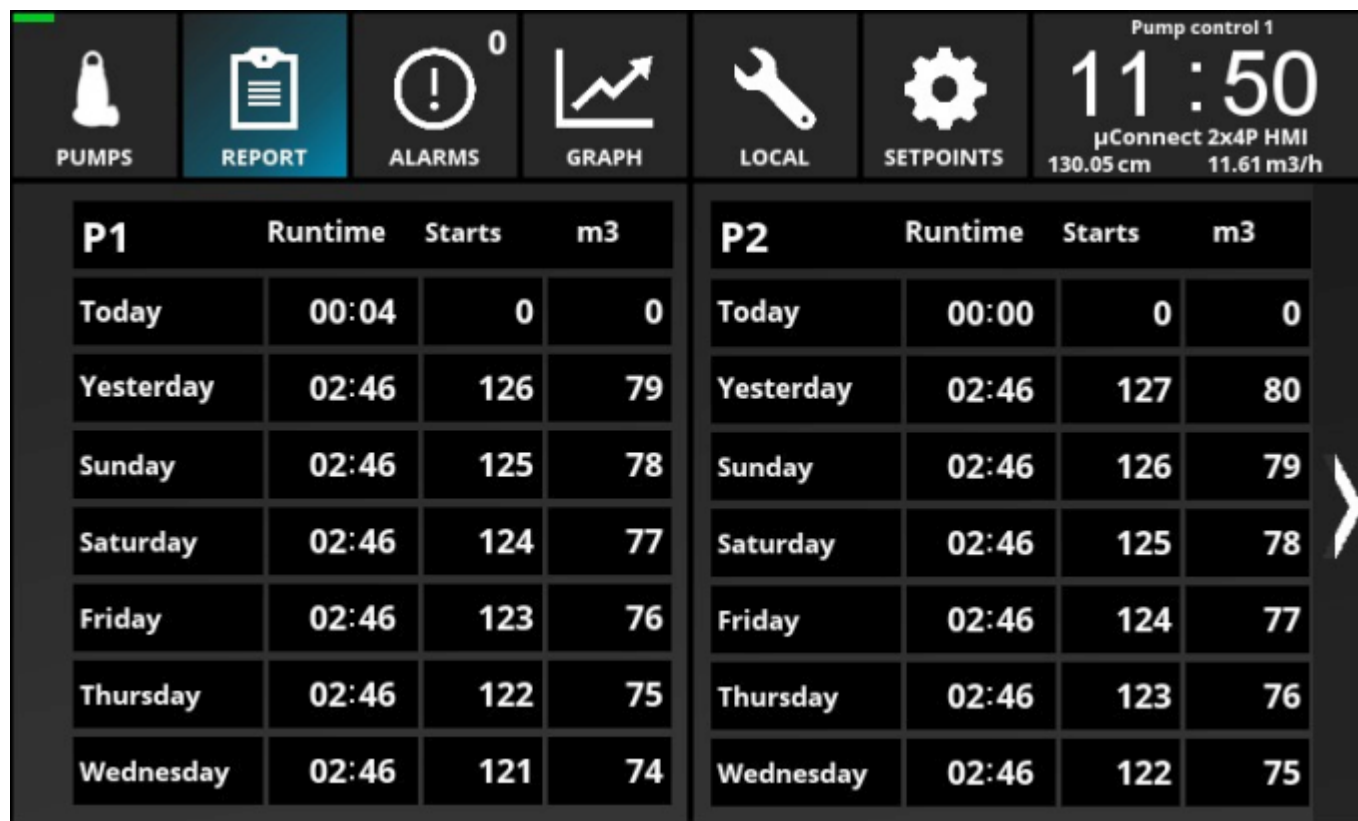 Pump control 1
0
11 : 50
µConnect 2x4P HMI
PUMPS REPORT ALARMS GRAPH LOCAL SETPOINTS 130.05 cm 11.61 m3/h
P1 Runtime Starts m3
Today 00:04 0 0
Yesterday 02:46 126 79
Sunday 02:46 125 78
Saturday 02:46 124 77
Friday 02:46 123 76
Thursday 02:46 122 75
Wednesday 02:46 121 74
P2 Runtime Starts m3
Today 00:00 0 0
Yesterday 02:46 127 80
Sunday 02:46 126 79
Saturday 02:46 125 78
Friday 02:46 124 77
Thursday 02:46 123 76
Wednesday 02:46 122 75